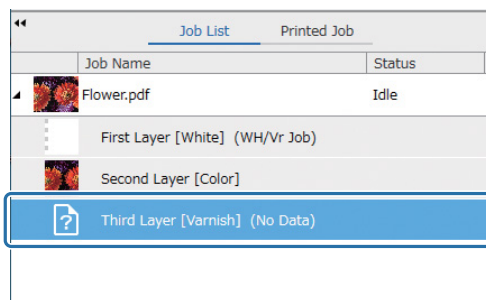 Job List Printed Job
Job Name Status
Flower.pdf Idle
First Layer [White] (WH/Vr Job)
Second Layer [Color]
Third Layer [Varnish] (No Data)